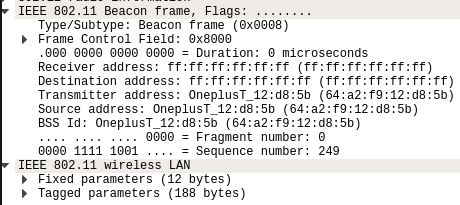 IEEE 802.11 Beacon frame, Flags: ........
Type/Subtype: Beacon frame (0x0008)
Frame Control Field: 0x8000
.000 0000 0000 0000 = Duration: 0 microseconds
Receiver address: ff:ff:ff:ff:ff:ff (ff:ff:ff:ff:ff:ff)
Destination address: ff:ff:ff:ff:ff:ff (ff:ff:ff:ff:ff:ff)
Transmitter address: OneplusT_12:d8:5b (64:a2:f9:12:d8:5b)
Source address: OneplusT_12:d8:5b (64:a2:f9:12:d8:5b)
BSS Id: OneplusT_12:d8:5b (64:a2:f9:12:d8:5b)
.... .... .... 0000 = Fragment number: 0
0000 1111 1001 .... = Sequence number: 249
IEEE 802.11 wireless LAN
Fixed parameters (12 bytes)
Tagged parameters (188 bytes)